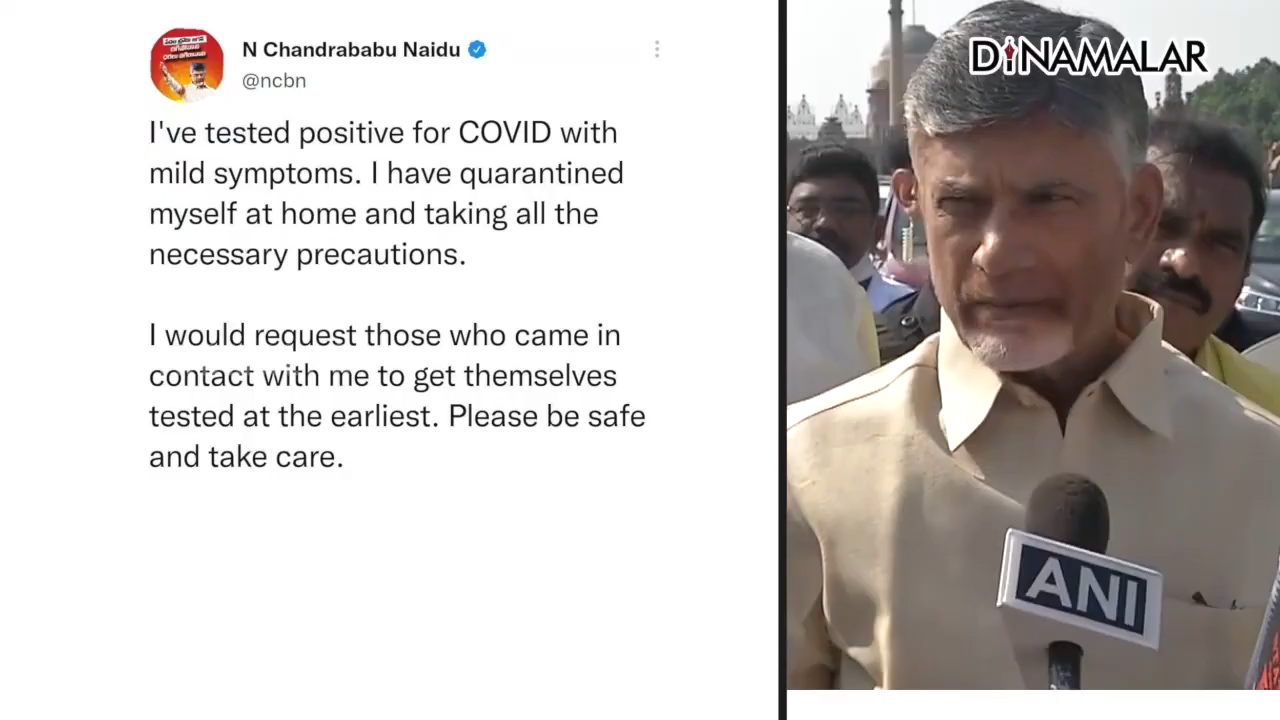 N Chandrababu Naidu
@ncbn
I've tested positive for COVID with
mild symptoms. I have quarantined
myself at home and taking all the
necessary precautions.
I would request those who came in
contact with me to get themselves
tested at the earliest. Please be safe
and take care.
DINAMALAR
ANI